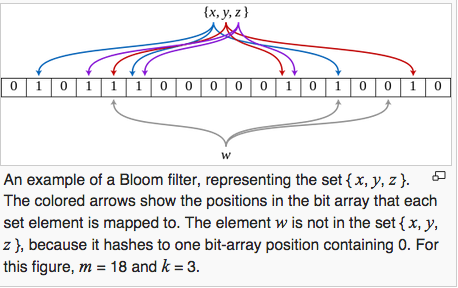 {x, y, z}
0 1 0 1 1 1 0 0 0 0 0 1 0 1 0 0 1 0
w
An example of a Bloom filter, representing the set { x, y, z }.
The colored arrows show the positions in the bit array that each
set element is mapped to. The element w is not in the set { x, y,
z }, because it hashes to one bit-array position containing 0. For
this figure, m = 18 and k = 3.